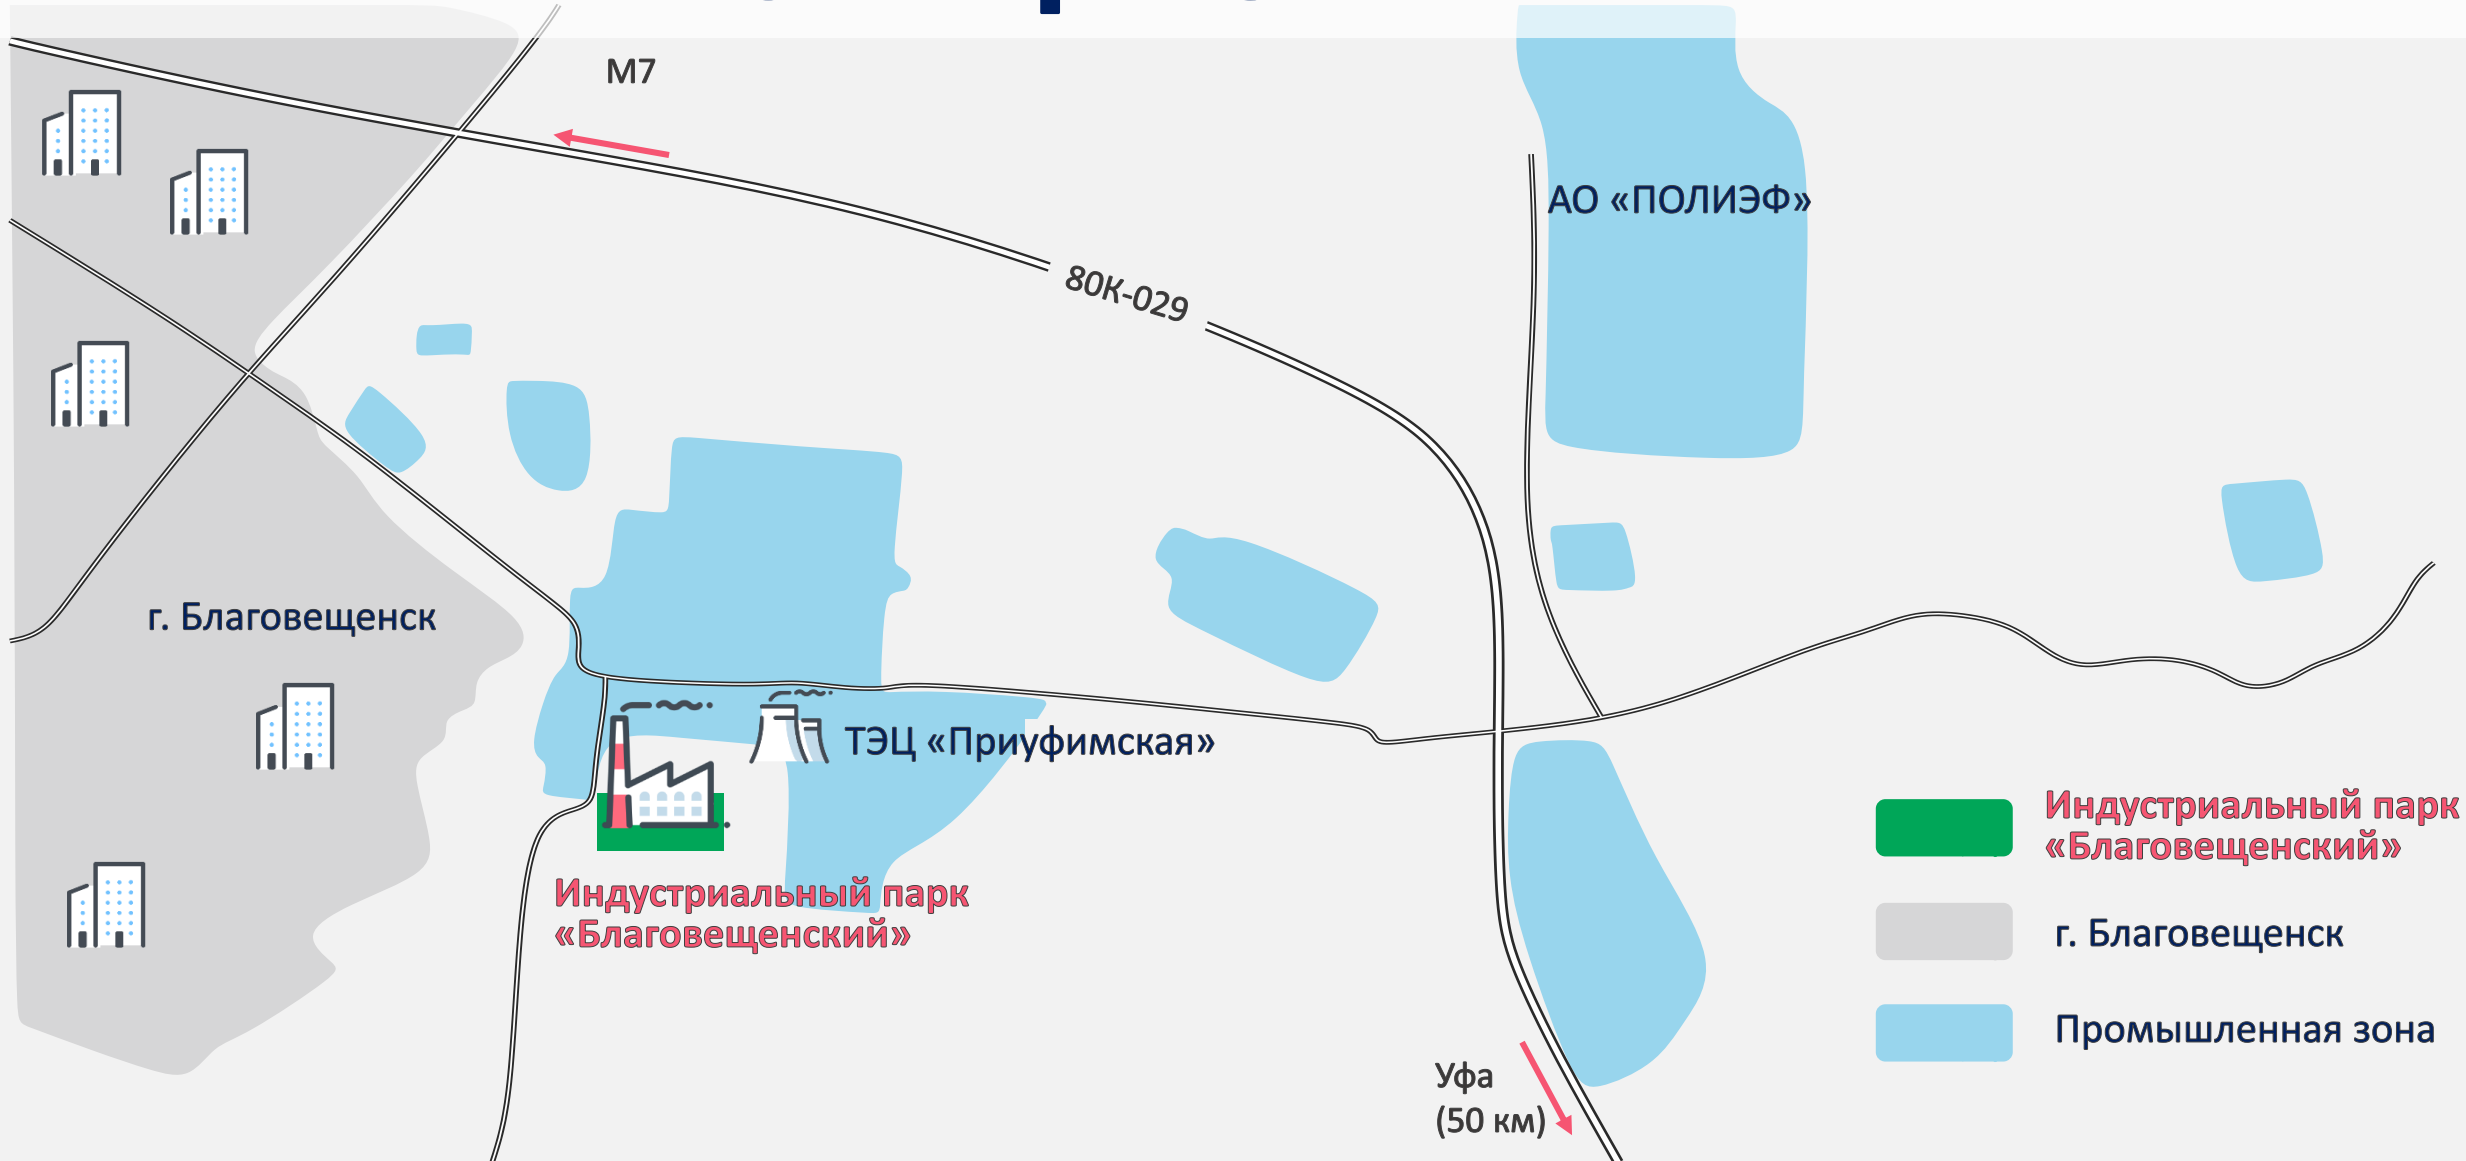 М7
АО «ПОЛИЭФ»
80К-029
г. Благовещенск
ТЭЦ «Приуфимская»
Индустриальный парк
«Благовещенский»
Индустриальный парк
«Благовещенский»
г. Благовещенск
Промышленная зона
Уфа
(50 км)